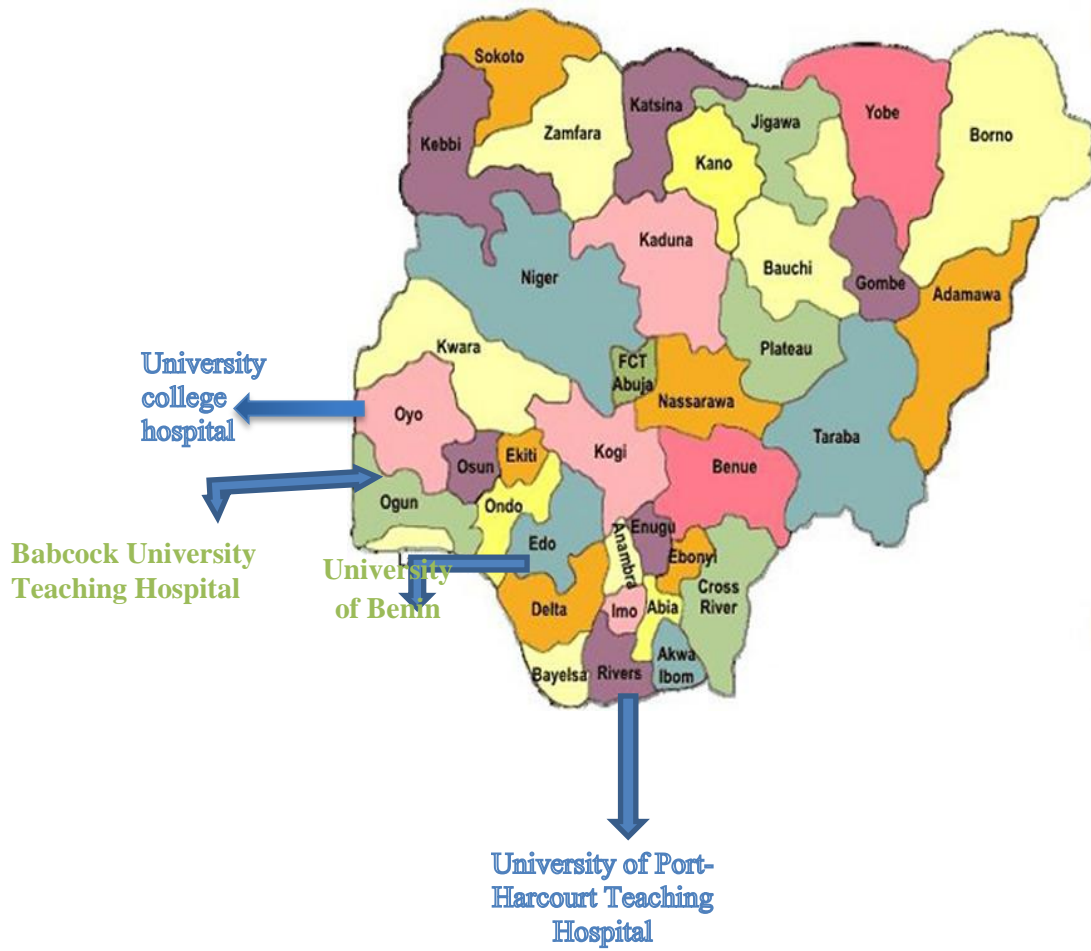 Sokoto
Katsina
Kebbi
Zamfara
Jigawa
Yobe
Borno
Kano
Kaduna
Bauchi
Niger
Gombe
Adamawa
Kwara
FCT
Abuja
Plateau
Nassarawa
University
college
hospital
Oyo
Taraba
Osun
Ekiti
Kogi
Benue
Ogun
Ondo
Edo
Anambra
Enugu
Ebonyi
Babcock University
Teaching Hospital
University
of Benin
Cross
River
Delta
Imo
Abia
Bayelsa
Rivers
Akwa
Ibom
University of Port-
Harcourt Teaching
Hospital